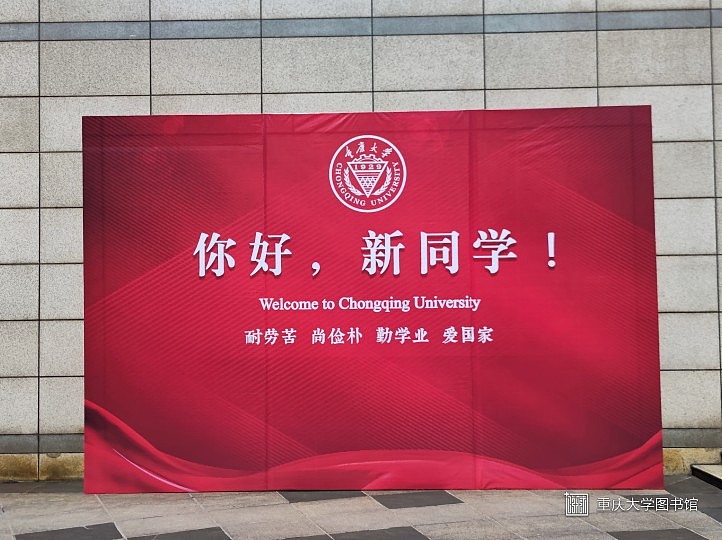 重庆大学
1929
CHONGQING UNIVERSITY
你好，新同学！
Welcome to Chongqing University
耐劳苦 尚俭朴 勤学业 爱国家
重庆大学图书馆